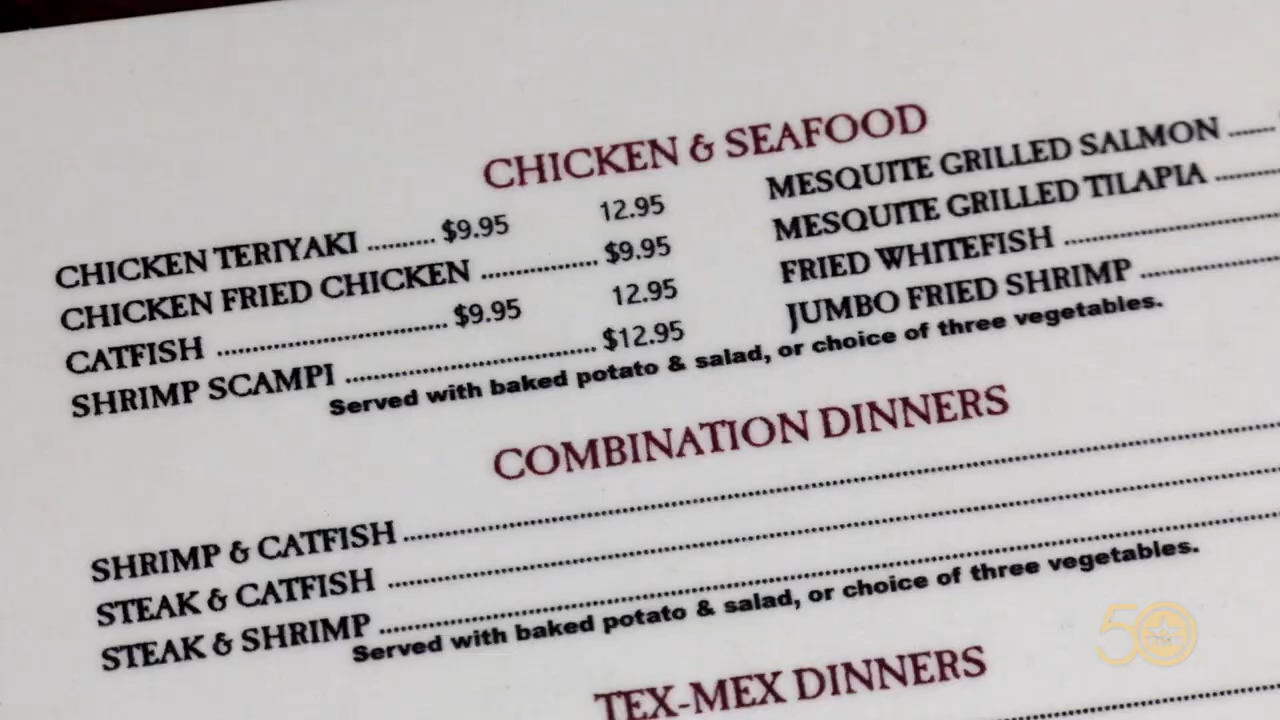 CHICKEN & SEAFOOD
CHICKEN TERIYAKI .......... $9.95 12.95
CHICKEN FRIED CHICKEN ................. $9.95
CATFISH .................................. $9.95 12.95
SHRIMP SCAMPI ..................................... $12.95
MESQUITE GRILLED SALMON .......
MESQUITE GRILLED TILAPIA ..........
FRIED WHITEFISH ................................
JUMBO FRIED SHRIMP .....................
Served with baked potato & salad, or choice of three vegetables.
COMBINATION DINNERS
SHRIMP & CATFISH ................................................................
STEAK & CATFISH ................................................................
STEAK & SHRIMP ................................................................
Served with baked potato & salad, or choice of three vegetables.
TEX-MEX DINNERS
50